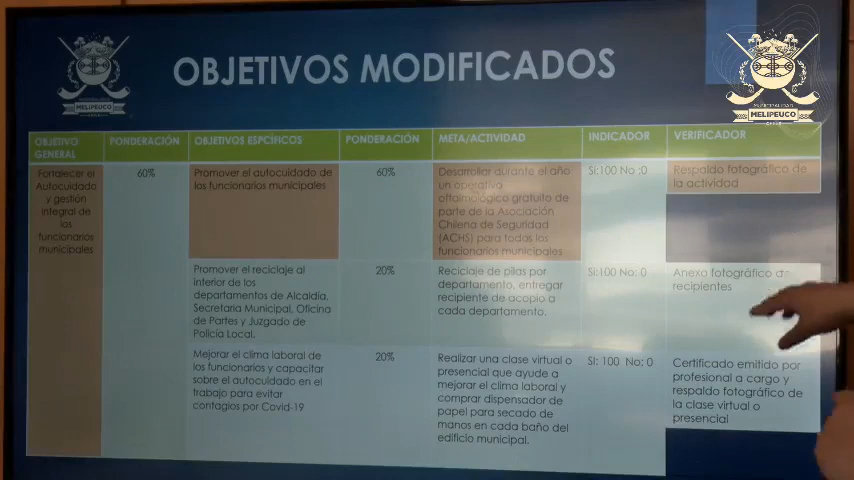 OBJETIVOS MODIFICADOS
MELIPEUCO
MUNICIPALIDAD
MELIPEUCO
OBJETIVO
GENERAL
PONDERACIÓN
OBJETIVOS ESPCÍFICOS
PONDERACIÓN
META/ACTIVIDAD
INDICADOR
VERIFICADOR
Fortalecer el
Autocuidado
y gestión
integral de
los
funcionarios
municipales
60%
Promover el autocuidado de
los funcionarios municipales
60%
Desarrollar durante el año
un operativo
oftalmológico gratuito de
parte de la Asociación
Chilena de Seguridad
(ACHS) para todos los
funcionarios municipales
Si:100 No :0
Respaldo fotográfico de
la actividad
Promover el reciclaje al
interior de los
departamentos de Alcaldía,
Secretaria Municipal, Oficina
de Partes y Juzgado de
Policía Local.
20%
Reciclaje de pilas por
departamento, entregar
recipiente de acopio a
cada departamento.
Si:100 No: 0
Anexo fotográfico de
recipientes
Mejorar el clima laboral de
los funcionarios y capacitar
sobre el autocuidado en el
trabajo para evitar
contagios por Covid-19
20%
Realizar una clase virtual o
presencial que ayude a
mejorar el clima laboral y
comprar dispensador de
papel para secado de
manos en cada baño del
edificio municipal.
Si: 100 No: 0
Certificado emitido por
profesional a cargo y
respaldo fotográfico de
la clase virtual o
presencial